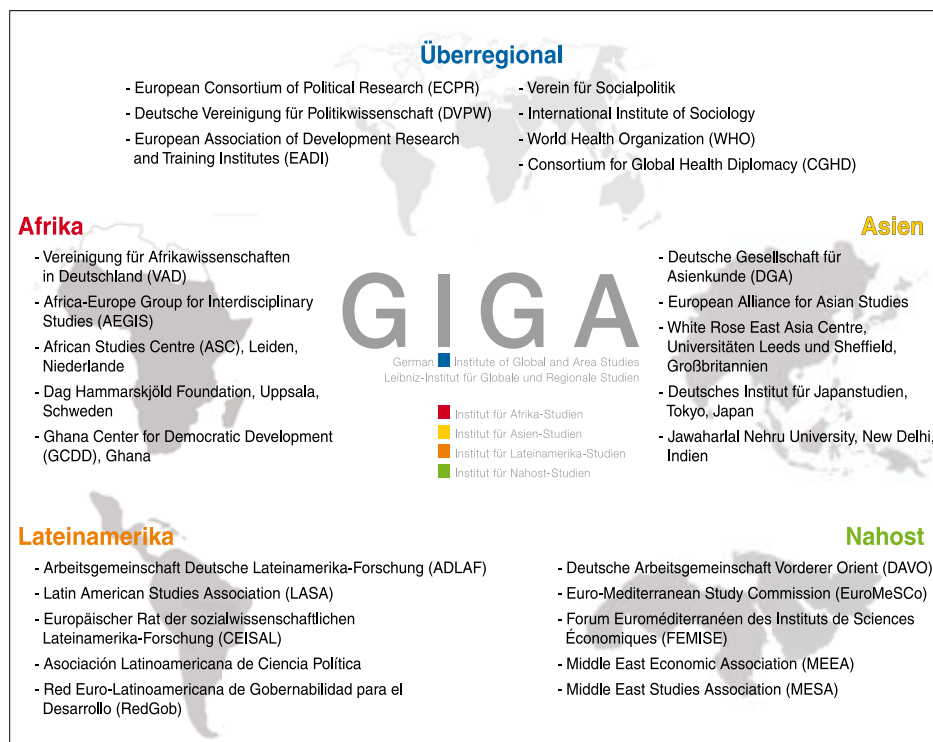 Überregional
- European Consortium of Political Research (ECPR)
- Deutsche Vereinigung für Politikwissenschaft (DVPW)
- European Association of Development Research
and Training Institutes (EADI)
- Verein für Socialpolitik
- International Institute of Sociology
- World Health Organization (WHO)
- Consortium for Global Health Diplomacy (CGHD)
Afrika
- Vereinigung für Afrikawissenschaften
in Deutschland (VAD)
- Africa-Europe Group for Interdisciplinary
Studies (AEGIS)
- African Studies Centre (ASC), Leiden,
Niederlande
- Dag Hammarskjöld Foundation, Uppsala,
Schweden
- Ghana Center for Democratic Development
(GCDD), Ghana
GIGA
German Institute of Global and Area Studies
Leibniz-Institut für Globale und Regionale Studien
Institut für Afrika-Studien
Institut für Asien-Studien
Institut für Lateinamerika-Studien
Institut für Nahost-Studien
Asien
- Deutsche Gesellschaft für
Asienkunde (DGA)
- European Alliance for Asian Studies
- White Rose East Asia Centre,
Universitäten Leeds und Sheffield,
Großbritannien
- Deutsches Institut für Japanstudien,
Tokyo, Japan
- Jawaharlal Nehru University, New Delhi,
Indien
Lateinamerika
- Arbeitsgemeinschaft Deutsche Lateinamerika-Forschung (ADLAF)
- Latin American Studies Association (LASA)
- Europäischer Rat der sozialwissenschaftlichen
Lateinamerika-Forschung (CEISAL)
- Asociación Latinoamericana de Ciencia Política
- Red Euro-Latinoamericana de Gobernabilidad para el
Desarrollo (RedGob)
Nahost
- Deutsche Arbeitsgemeinschaft Vorderer Orient (DAVO)
- Euro-Mediterranean Study Commission (EuroMeSCo)
- Forum Euroméditerranéen des Instituts de Sciences
Économiques (FEMISE)
- Middle East Economic Association (MEEA)
- Middle East Studies Association (MESA)